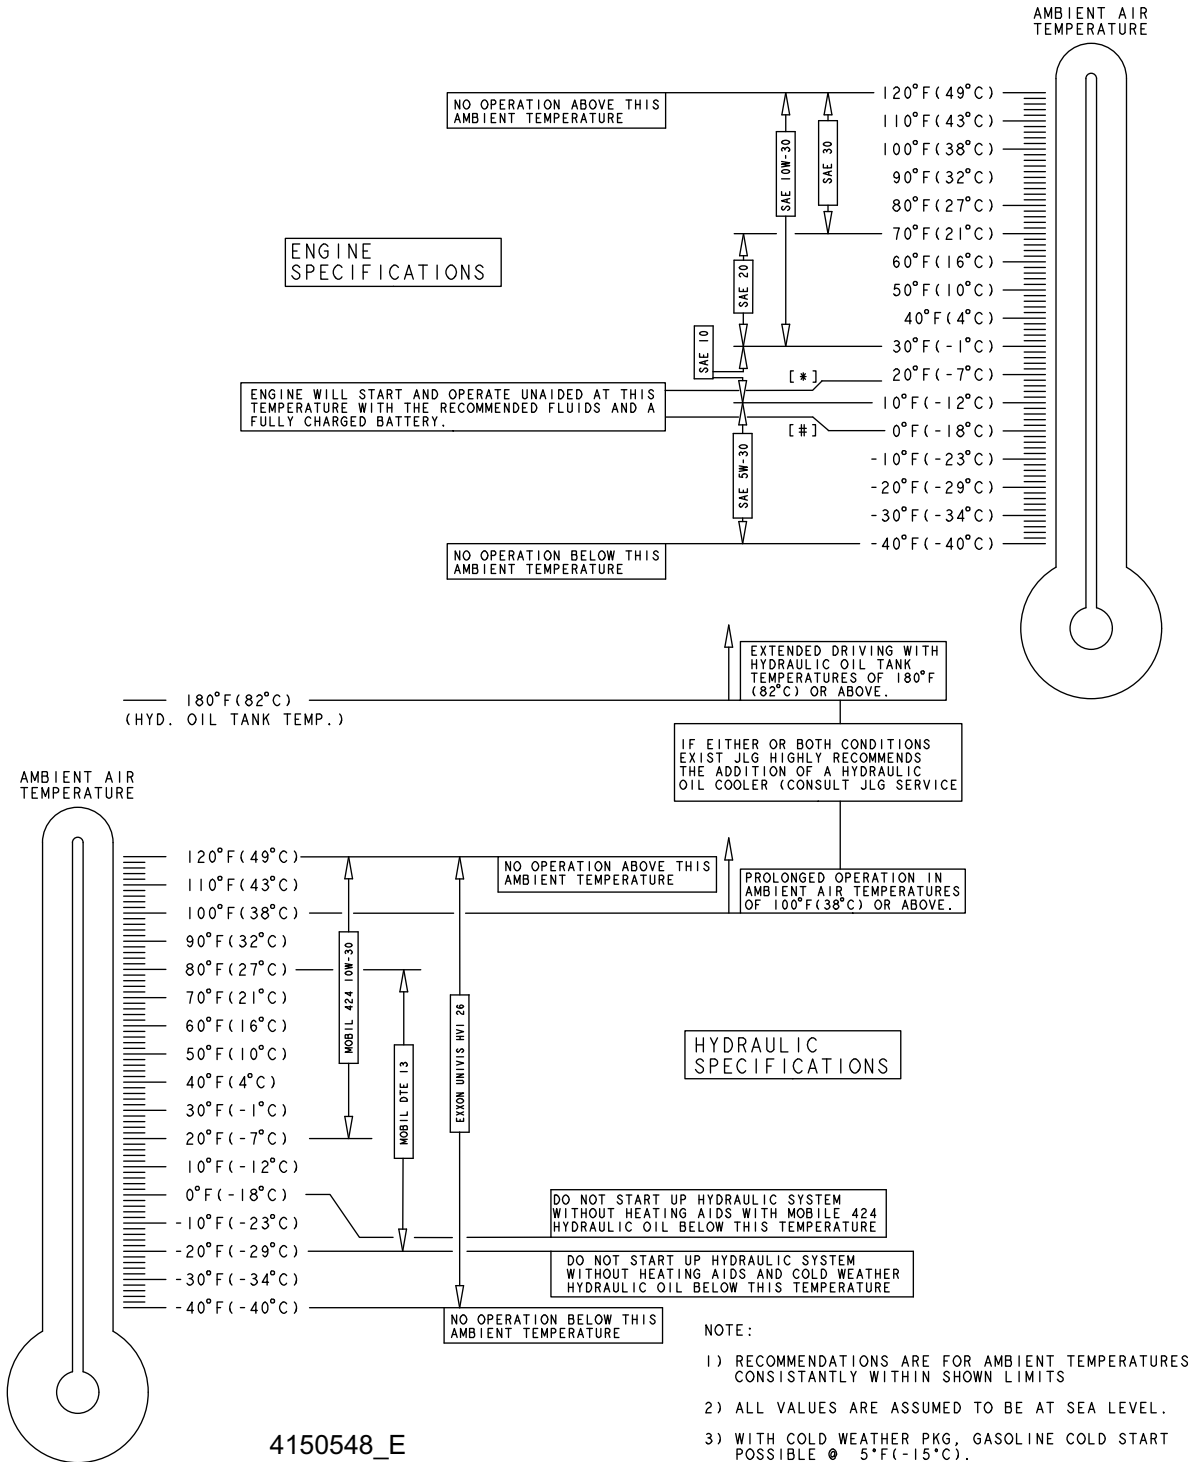 AMBIENT AIR
TEMPERATURE
NO OPERATION ABOVE THIS
AMBIENT TEMPERATURE
120°F(49°C)
110°F(43°C)
100°F(38°C)
90°F(32°C)
80°F(27°C)
70°F(21°C)
60°F(16°C)
50°F(10°C)
40°F(4°C)
30°F(-1°C)
20°F(-7°C)
10°F(-12°C)
0°F(-18°C)
-10°F(-23°C)
-20°F(-29°C)
-30°F(-34°C)
-40°F(-40°C)
SAE 10W-30
SAE 30
ENGINE
SPECIFICATIONS
SAE 20
SAE 10
[*]
ENGINE WILL START AND OPERATE UNAIDED AT THIS
TEMPERATURE WITH THE RECOMMENDED FLUIDS AND A
FULLY CHARGED BATTERY.
[#]
SAE 5W-30
NO OPERATION BELOW THIS
AMBIENT TEMPERATURE
EXTENDED DRIVING WITH
HYDRAULIC OIL TANK
TEMPERATURES OF 180°F
(82°C) OR ABOVE.
180°F(82°C)
(HYD. OIL TANK TEMP.)
IF EITHER OR BOTH CONDITIONS
EXIST JLG HIGHLY RECOMMENDS
THE ADDITION OF A HYDRAULIC
OIL COOLER (CONSULT JLG SERVICE
AMBIENT AIR
TEMPERATURE
120°F(49°C)
110°F(43°C)
100°F(38°C)
90°F(32°C)
80°F(27°C)
70°F(21°C)
60°F(16°C)
50°F(10°C)
40°F(4°C)
30°F(-1°C)
20°F(-7°C)
10°F(-12°C)
0°F(-18°C)
-10°F(-23°C)
-20°F(-29°C)
-30°F(-34°C)
-40°F(-40°C)
NO OPERATION ABOVE THIS
AMBIENT TEMPERATURE
PROLONGED OPERATION IN
AMBIENT AIR TEMPERATURES
OF 100°F(38°C) OR ABOVE.
MOBIL 424 10W-30
MOBIL DTE 13
EXXON UNIVIS HVI 26
HYDRAULIC
SPECIFICATIONS
DO NOT START UP HYDRAULIC SYSTEM
WITHOUT HEATING AIDS WITH MOBILE 424
HYDRAULIC OIL BELOW THIS TEMPERATURE
DO NOT START UP HYDRAULIC SYSTEM
WITHOUT HEATING AIDS AND COLD WEATHER
HYDRAULIC OIL BELOW THIS TEMPERATURE
NO OPERATION BELOW THIS
AMBIENT TEMPERATURE
NOTE:
1) RECOMMENDATIONS ARE FOR AMBIENT TEMPERATURES
CONSISTANTLY WITHIN SHOWN LIMITS
2) ALL VALUES ARE ASSUMED TO BE AT SEA LEVEL.
3) WITH COLD WEATHER PKG, GASOLINE COLD START
POSSIBLE @ 5°F(-15°C).
4150548_E